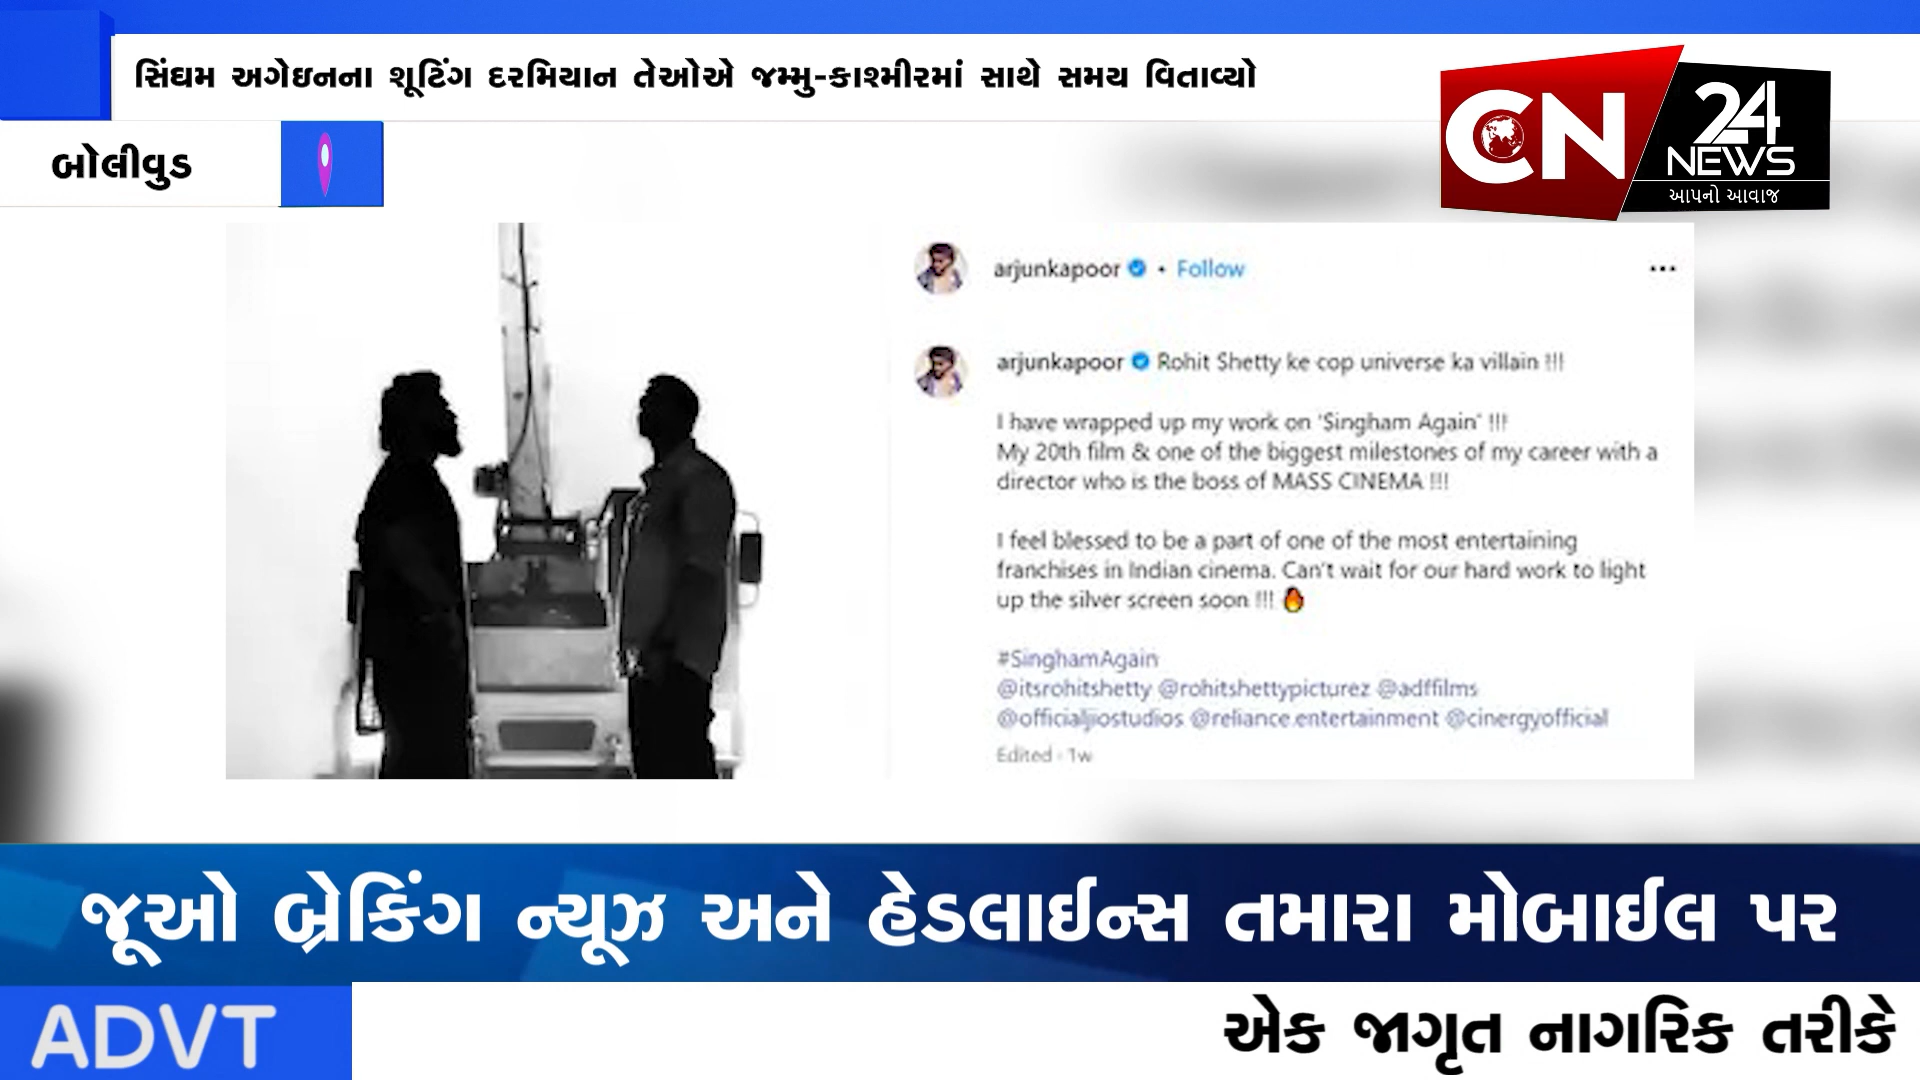 સિંઘમ અગેઇનના શૂટિંગ દરમિયાન તેઓએ જમ્મુ-કાશ્મીરમાં સાથે સમય વિતાવ્યો
બોલીવુડ
CN 24 NEWS
આપનો આવાજ
arjunkapoor • Follow
arjunkapoor Rohit Shetty ke cop universe ka villain !!!
I have wrapped up my work on 'Singham Again' !!!
My 20th film & one of the biggest milestones of my career with a
director who is the boss of MASS CINEMA !!!
I feel blessed to be a part of one of the most entertaining
franchises in Indian cinema. Can't wait for our hard work to light
up the silver screen soon !!! 🔥
#SinghamAgain
@itsrohitshetty @rohitshettypicturez @adffilms
@officialjiostudios @reliance.entertainment @cinergyofficial
Edited · 1w
જૂઓ બ્રેકિંગ ન્યૂઝ અને હેડલાઈન્સ તમારા મોબાઈલ પર
ADVT
એક જાગૃત નાગરિક તરીકે